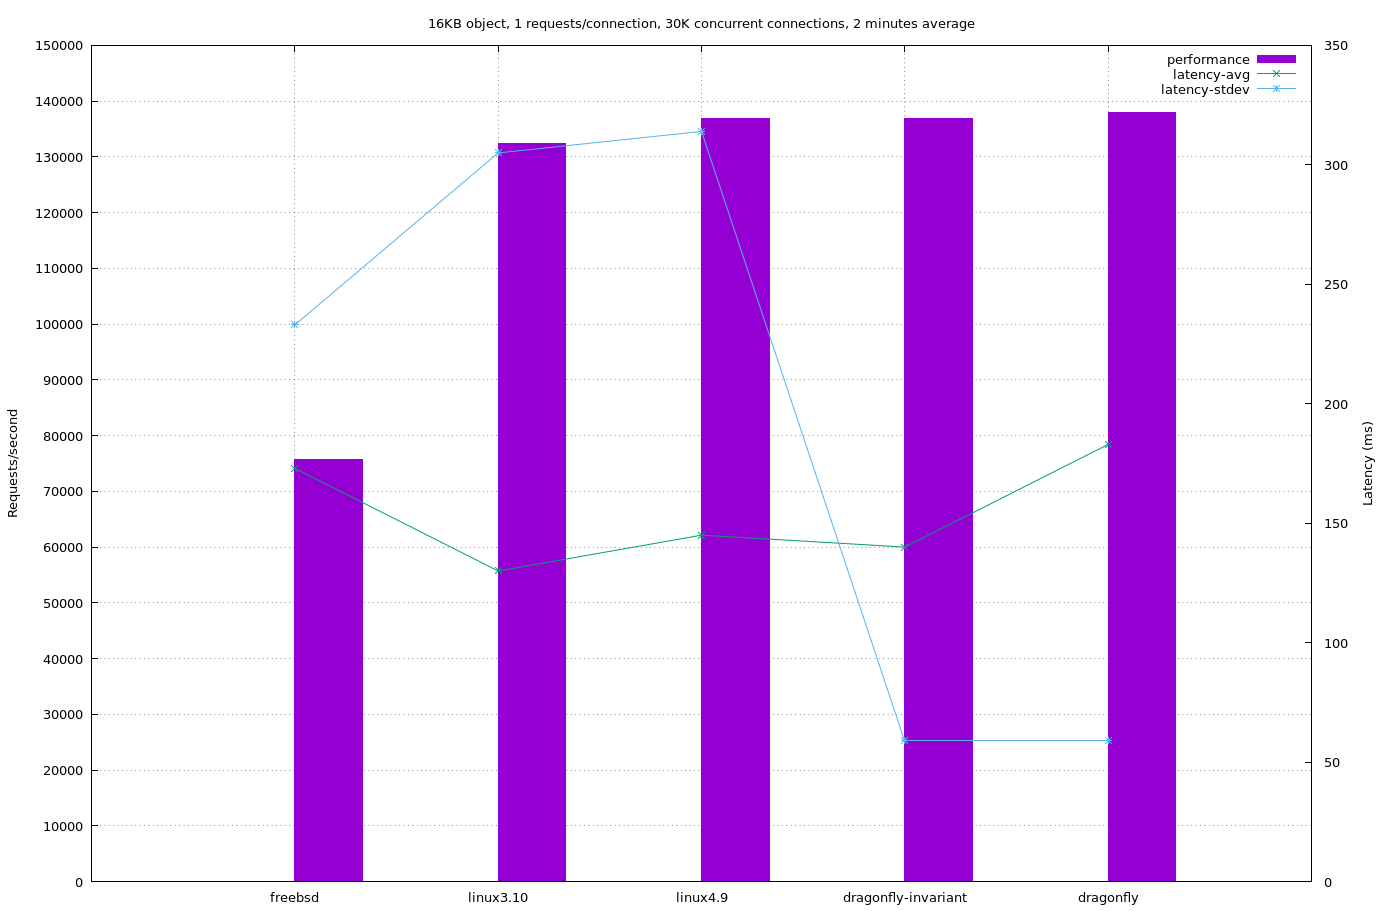 16KB object, 1 requests/connection, 30K concurrent connections, 2 minutes average
performance
latency-avg
latency-stdev
Requests/second
150000
140000
130000
120000
110000
100000
90000
80000
70000
60000
50000
40000
30000
20000
10000
0
350
300
250
200
150
100
50
0
Latency (ms)
freebsd
linux3.10
linux4.9
dragonfly-invariant
dragonfly